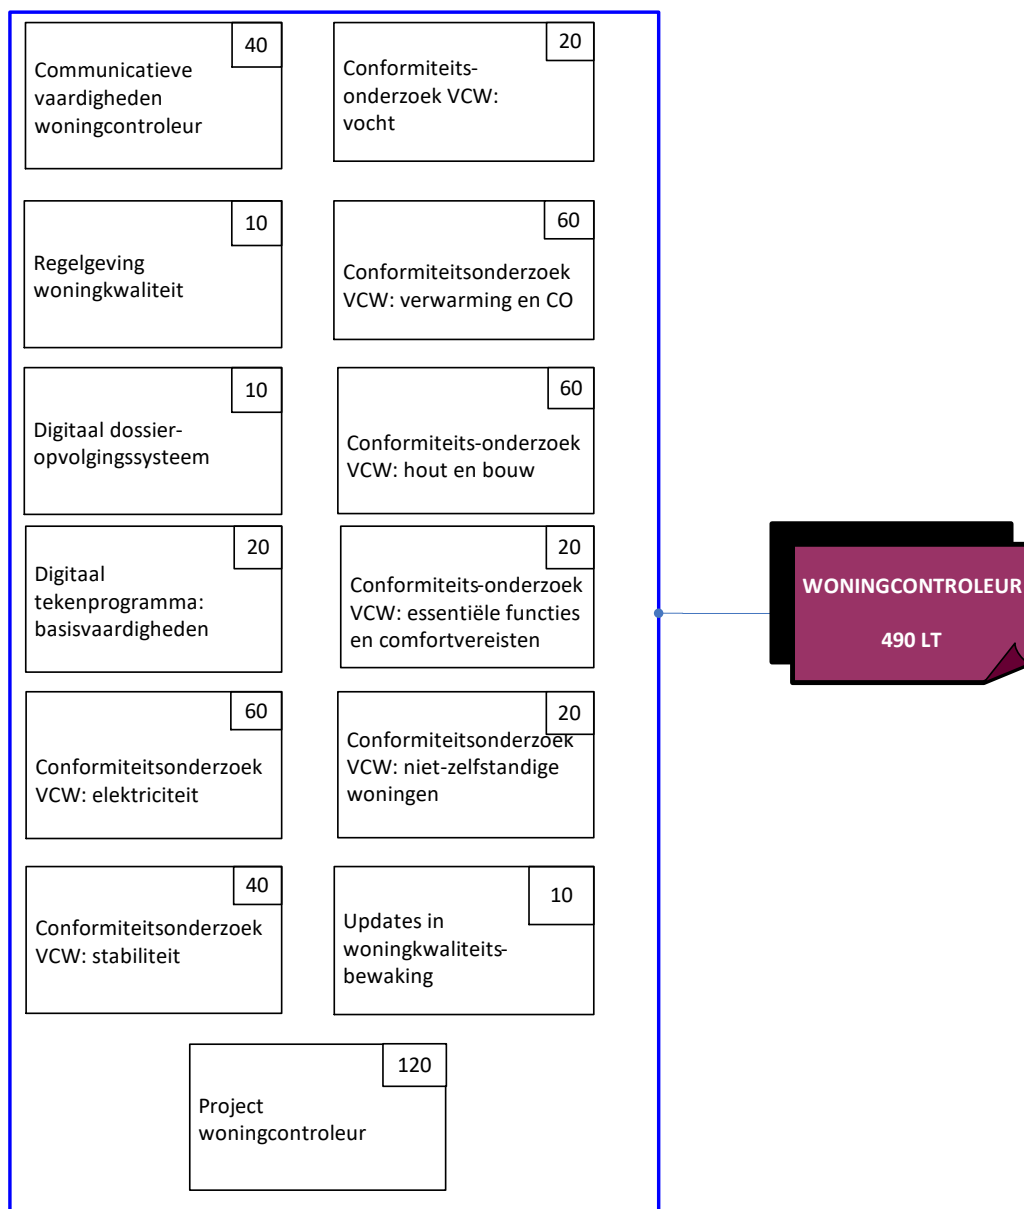 40
Communicatieve
vaardigheden
woningcontroleur
20
Conformiteits-
onderzoek VCW:
vocht
10
Regelgeving
woningkwaliteit
60
Conformiteitsonderzoek
VCW: verwarming en CO
10
Digitaal dossier-
opvolgingssysteem
60
Conformiteits-onderzoek
VCW: hout en bouw
20
Digitaal
tekenprogramma:
basisvaardigheden
20
Conformiteits-onderzoek
VCW: essentiële functies
en comfortvereisten
60
Conformiteitsonderzoek
VCW: elektriciteit
20
Conformiteitsonderzoek
VCW: niet-zelfstandige
woningen
40
Conformiteitsonderzoek
VCW: stabiliteit
10
Updates in
woningkwaliteits-
bewaking
120
Project
woningcontroleur
WONINGCONTROLEUR
490 LT